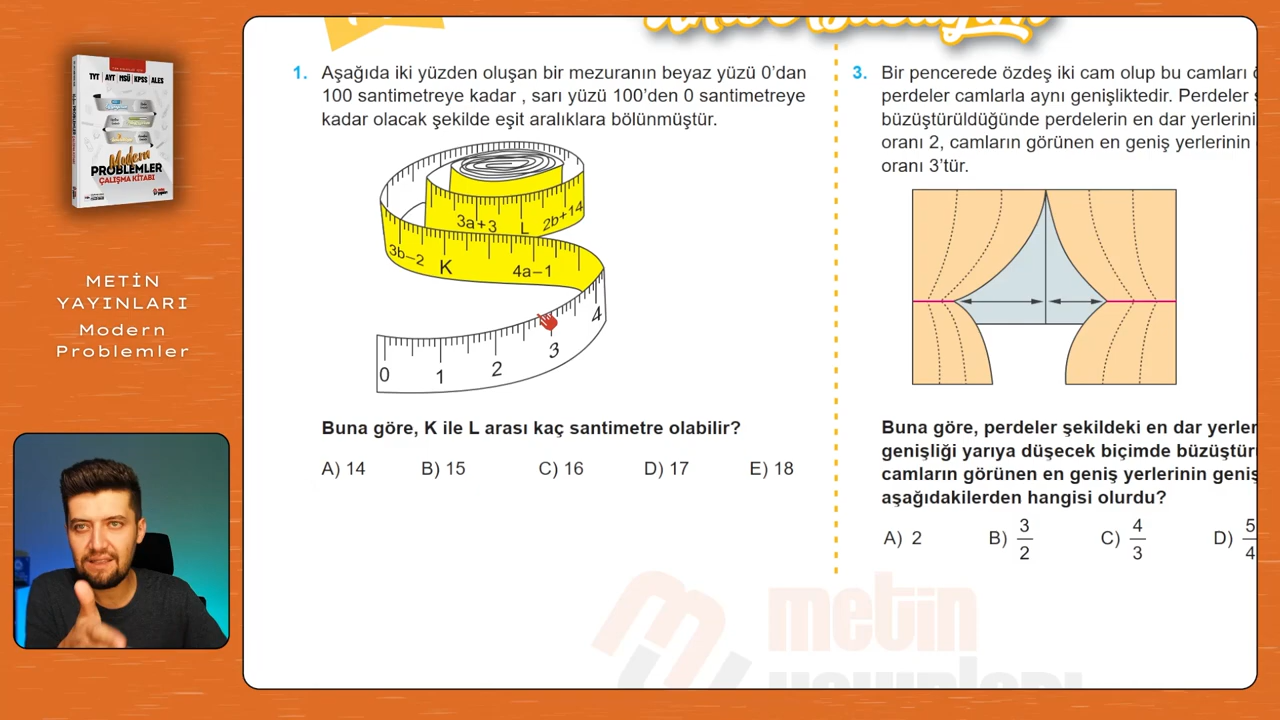 TYT AYT MSÜ KPSS ALES
Modern
PROBLEMLER
ÇALIŞMA KİTABI
METİN
YAYINLARI
Modern
Problemler
1. Aşağıda iki yüzden oluşan bir mezuranın beyaz yüzü 0'dan
100 santimetreye kadar , sarı yüzü 100'den 0 santimetreye
kadar olacak şekilde eşit aralıklara bölünmüştür.
3a+3 L 2b+14
3b−2 K 4a−1
0 1 2 3 4
Buna göre, K ile L arası kaç santimetre olabilir?
A) 14 B) 15 C) 16 D) 17 E) 18
3. Bir pencerede özdeş iki cam olup bu camları
perdeler camlarla aynı genişliktedir. Perdeler
büzüştürüldüğünde perdelerin en dar yerlerini
oranı 2, camların görünen en geniş yerlerinin
oranı 3'tür.
Buna göre, perdeler şekildeki en dar yerler
genişliği yarıya düşecek biçimde büzüştür
camların görünen en geniş yerlerinin geniş
aşağıdakilerden hangisi olurdu?
A) 2 B) 3/2 C) 4/3 D) 5/4
metin